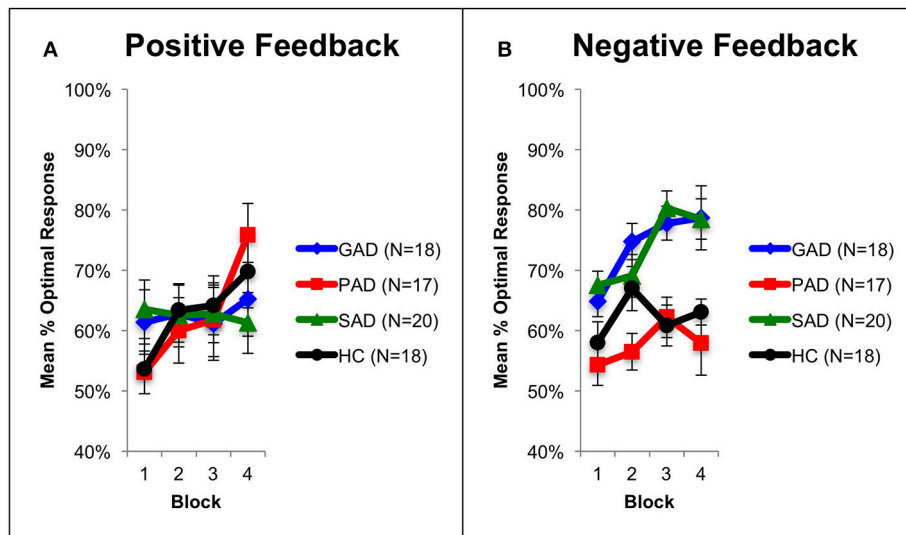 A Positive Feedback
100%
90%
80%
70%
60%
50%
40%
Mean % Optimal Response
1 2 3 4
Block
GAD (N=18)
PAD (N=17)
SAD (N=20)
HC (N=18)
B Negative Feedback
100%
90%
80%
70%
60%
50%
40%
Mean % Optimal Response
1 2 3 4
Block
GAD (N=18)
PAD (N=17)
SAD (N=20)
HC (N=18)